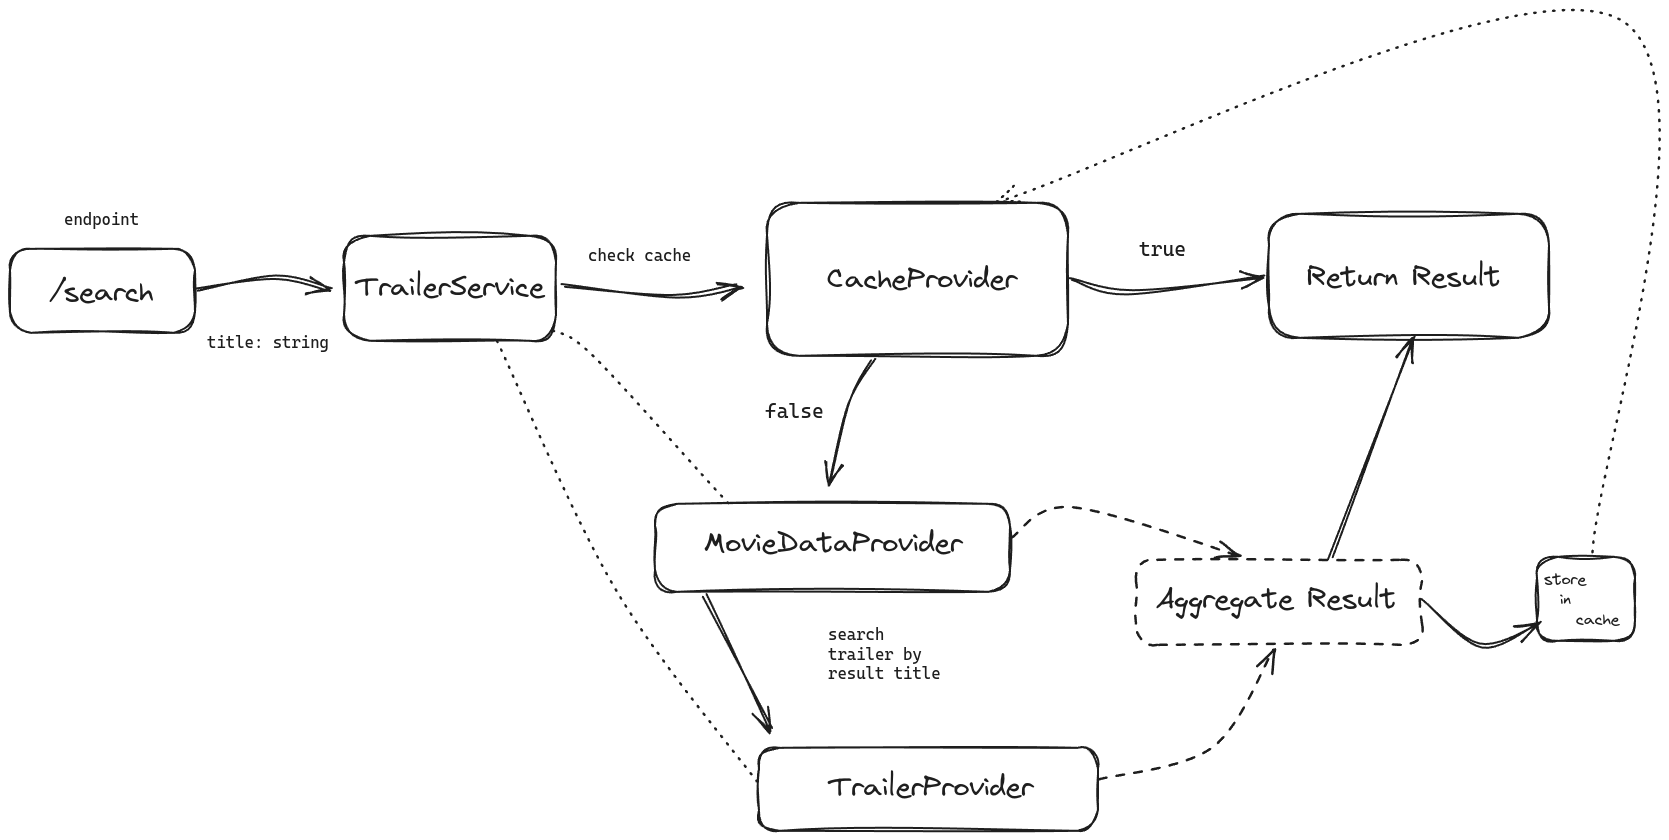 endpoint
/search
title: string
TrailerService
check cache
CacheProvider
true
Return Result
false
MovieDataProvider
search
trailer by
result title
TrailerProvider
Aggregate Result
store
in
cache